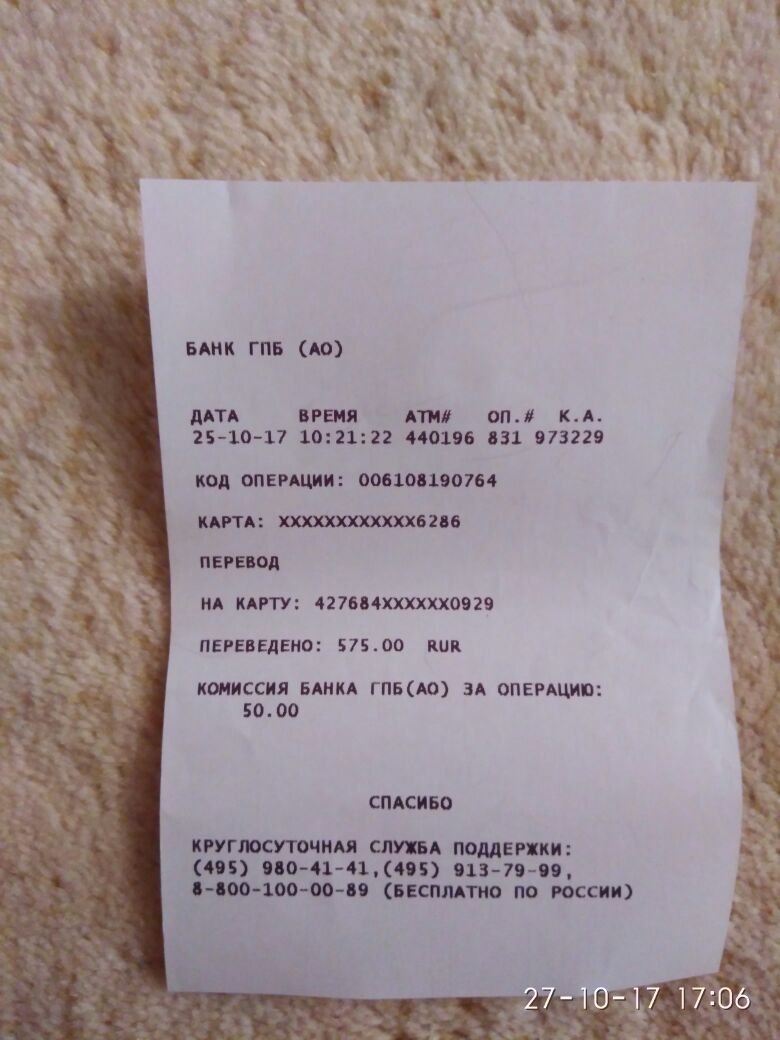 БАНК ГПБ (АО)
ДАТА ВРЕМЯ АТМ# ОП.# К.А.
25-10-17 10:21:22 440196 831 973229
КОД ОПЕРАЦИИ: 006108190764
КАРТА: XXXXXXXXXXXX6286
ПЕРЕВОД
НА КАРТУ: 427684XXXXXX0929
ПЕРЕВЕДЕНО: 575.00 RUR
КОМИССИЯ БАНКА ГПБ(АО) ЗА ОПЕРАЦИЮ:
50.00
СПАСИБО
КРУГЛОСУТОЧНАЯ СЛУЖБА ПОДДЕРЖКИ:
(495) 980-41-41,(495) 913-79-99,
8-800-100-00-89 (БЕСПЛАТНО ПО РОССИИ)
27-10-17 17:06